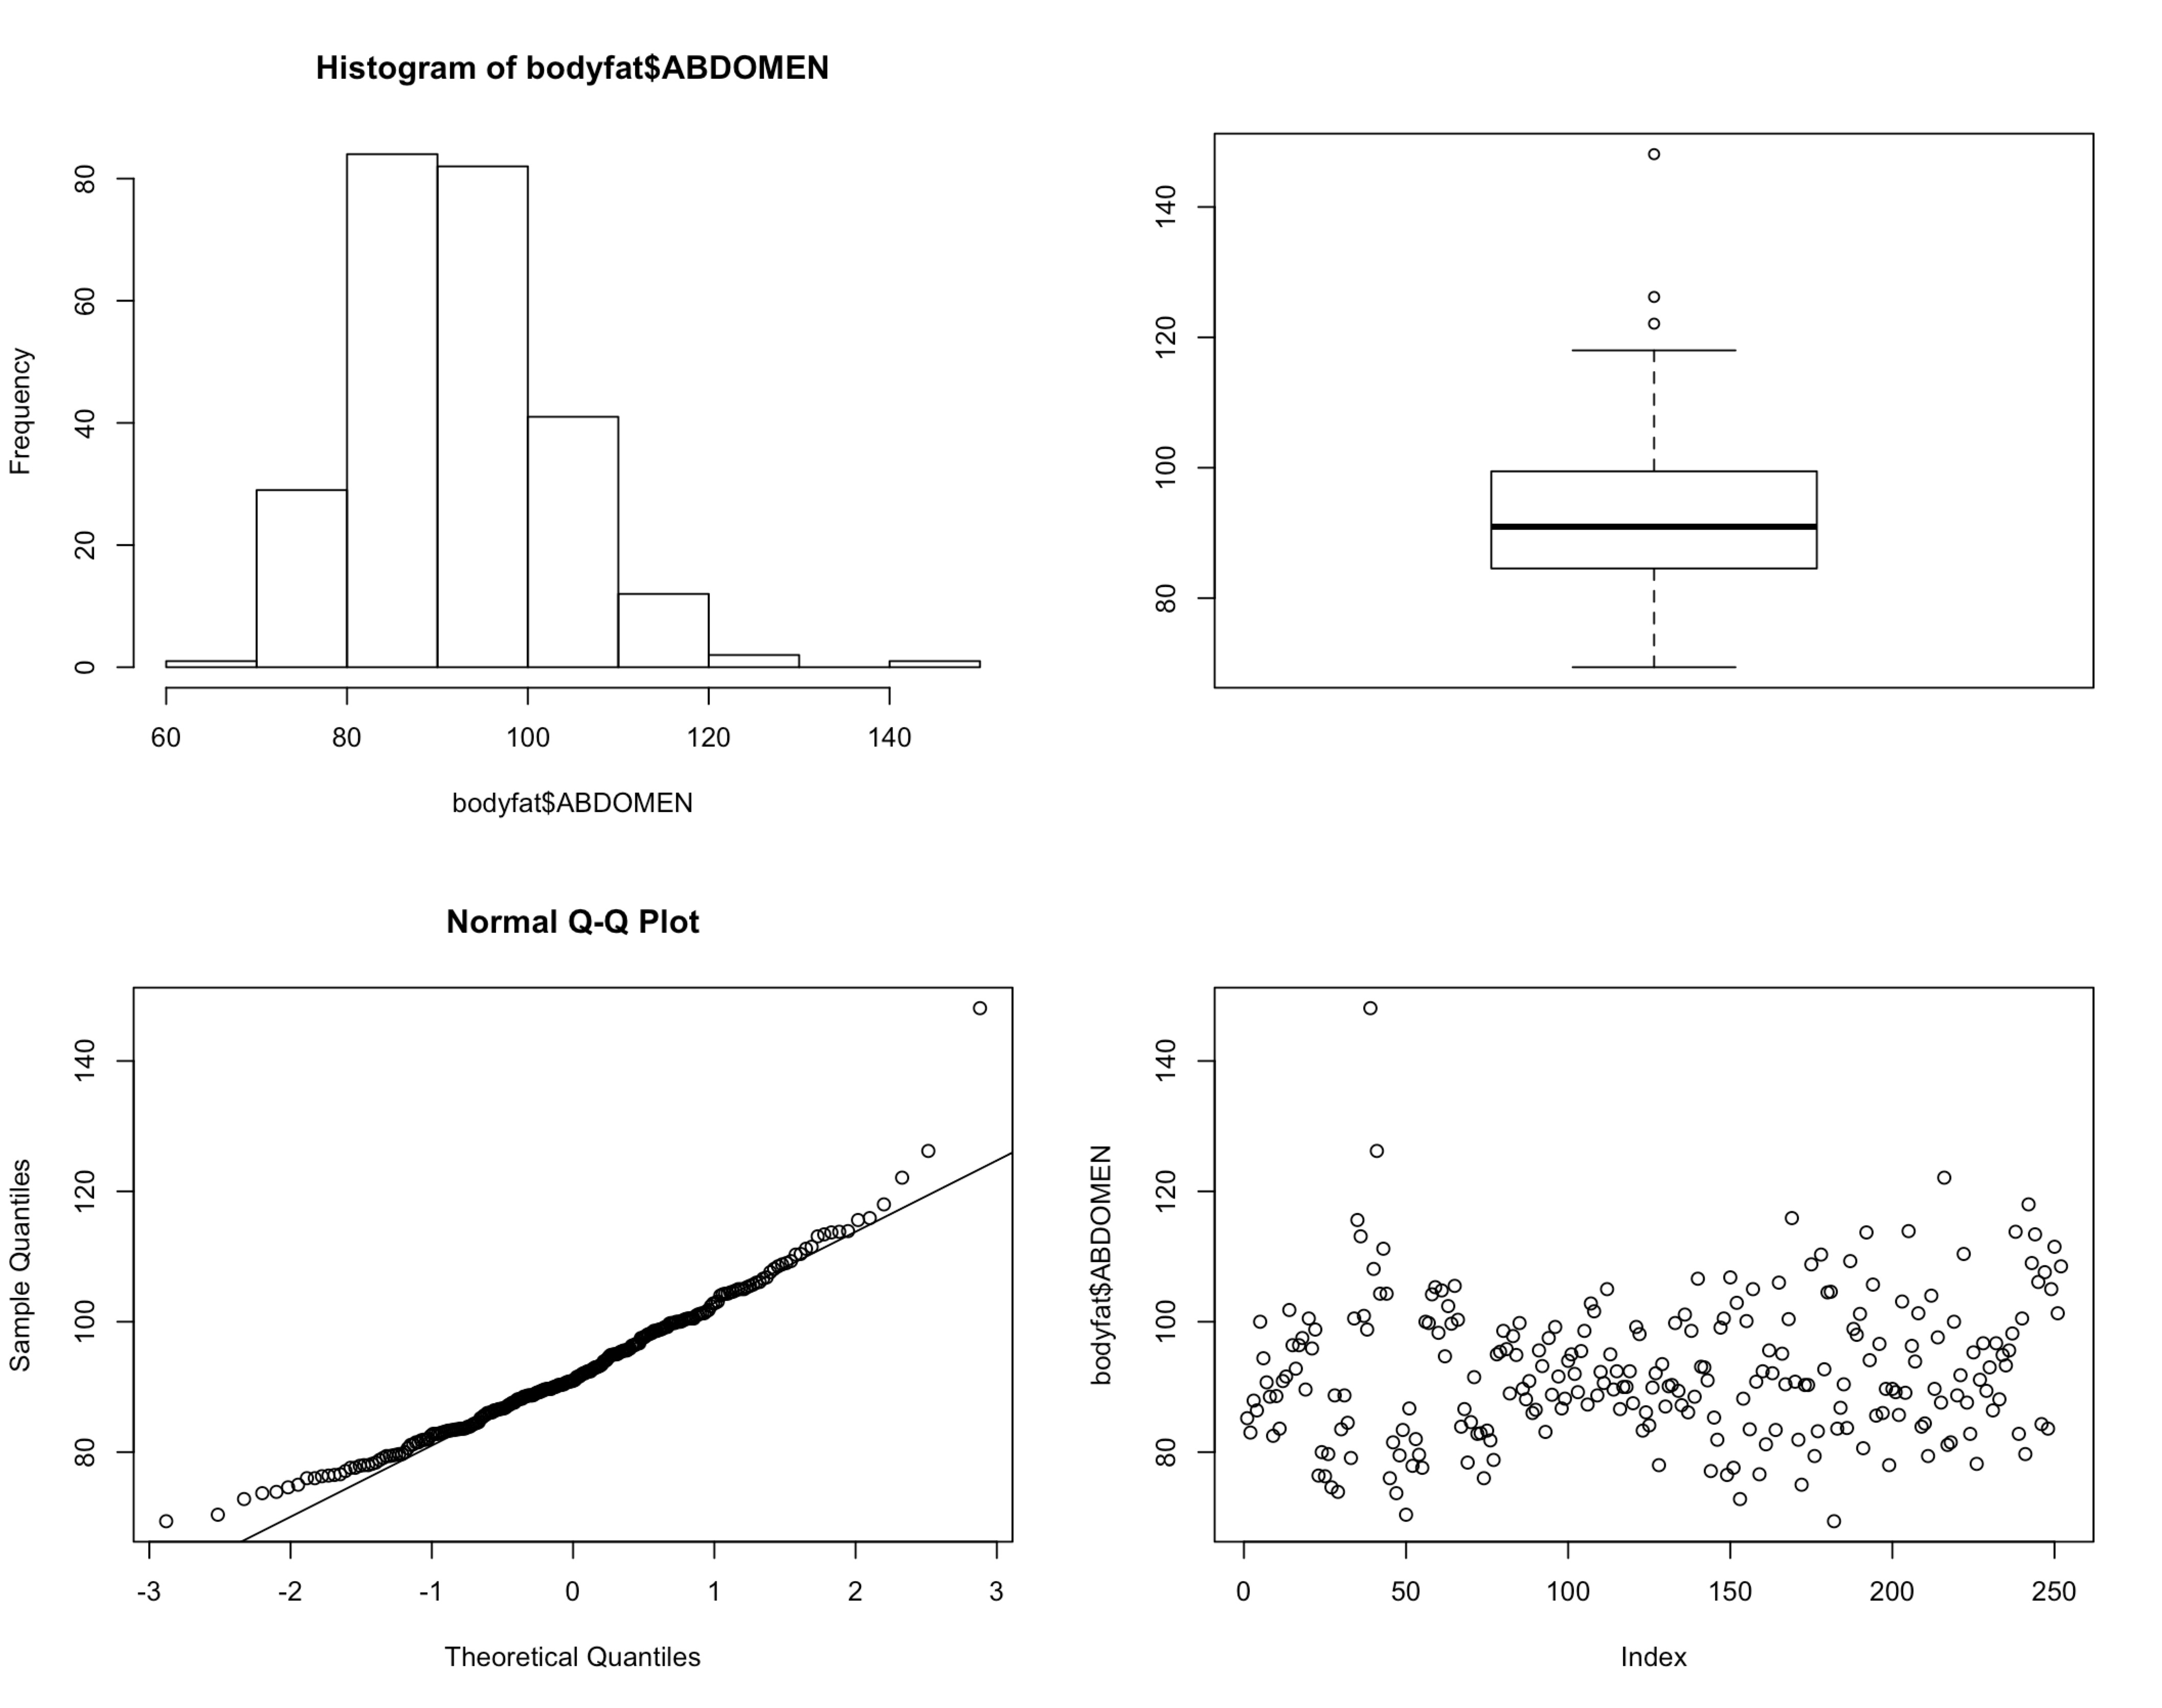 Histogram of bodyfat$ABDOMEN
Frequency
0 20 40 60 80
60 80 100 120 140
bodyfat$ABDOMEN
80 100 120 140
Normal Q-Q Plot
Sample Quantiles
80 100 120 140
-3 -2 -1 0 1 2 3
Theoretical Quantiles
bodyfat$ABDOMEN
80 100 120 140
0 50 100 150 200 250
Index